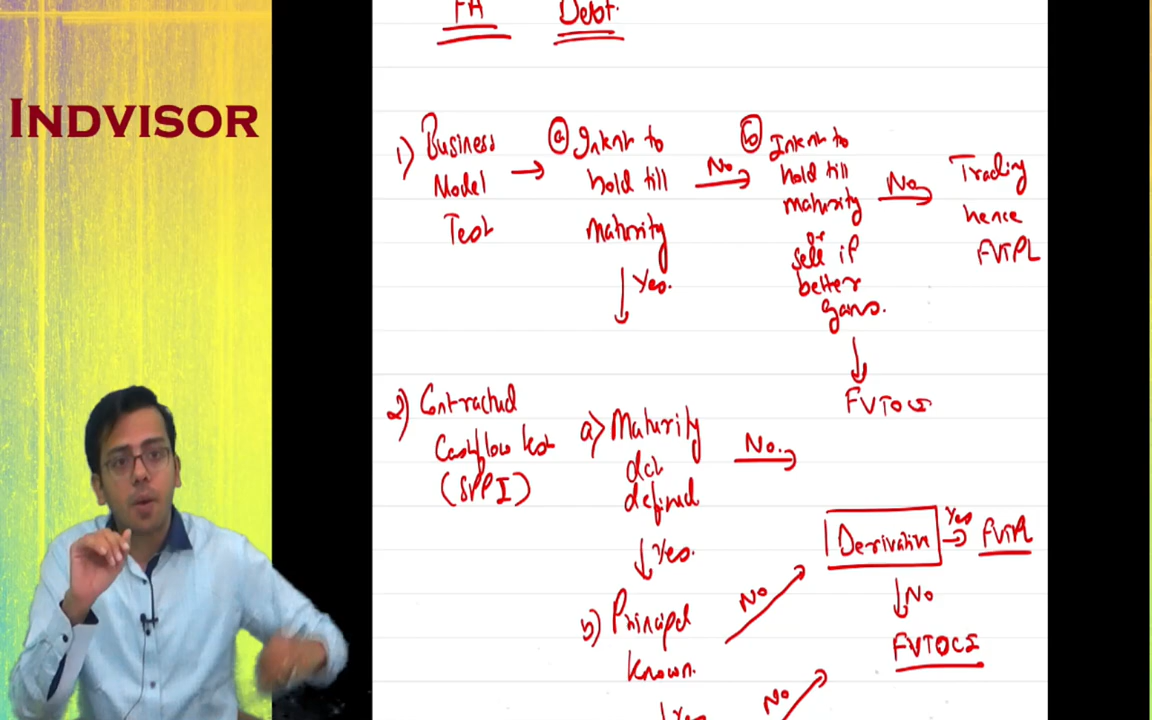 INDVISOR
FA Debt.
1) Business
Model
Test
(a) Intent to
hold till
maturity
Yes.
No
(b) Intent to
hold till
maturity
or
sell if
better
gains.
No
Trading
hence
FVTPL
FVTOCI
2) Contracted
Cashflow test
(SPPI)
a) Maturity
defined
No.
Yes.
b) Principal
known.
No
Derivative
Yes
FVTPL
No
FVTOCI
Yes
No